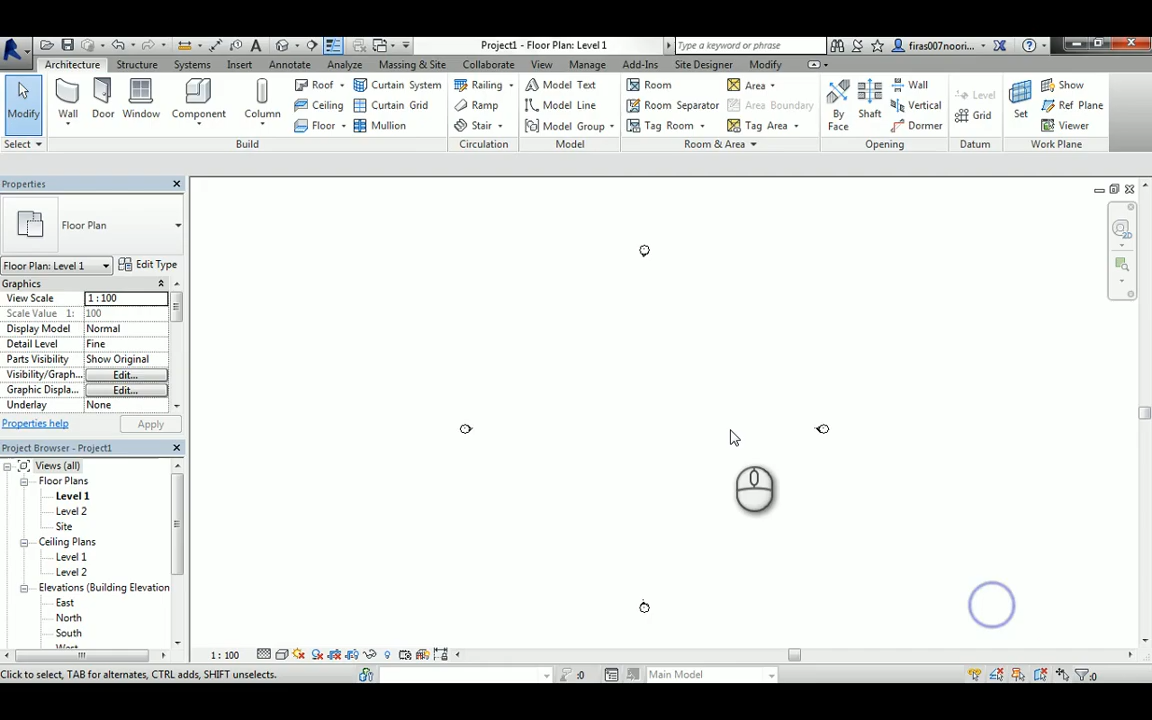 Project1 - Floor Plan: Level 1
Type a keyword or phrase
firas007noori...
Architecture Structure Systems Insert Annotate Analyze Massing & Site Collaborate View Manage Add-Ins Site Designer Modify
Modify Wall Door Window Component Column
Roof Curtain System Railing Model Text Room Area Wall Level Show
Ceiling Curtain Grid Ramp Model Line Room Separator Area Boundary By Face Shaft Vertical Grid Set Ref Plane
Floor Mullion Stair Model Group Tag Room Tag Area Dormer Viewer
Select Build Circulation Model Room & Area Opening Datum Work Plane
Properties
Floor Plan
Floor Plan: Level 1 Edit Type
Graphics
View Scale 1 : 100
Scale Value 1: 100
Display Model Normal
Detail Level Fine
Parts Visibility Show Original
Visibility/Graph... Edit...
Graphic Displa... Edit...
Underlay None
Properties help Apply
Project Browser - Project1
Views (all)
Floor Plans
Level 1
Level 2
Site
Ceiling Plans
Level 1
Level 2
Elevations (Building Elevation
East
North
South
West
1 : 100
Click to select, TAB for alternates, CTRL adds, SHIFT unselects.
:0 Main Model :0
2D